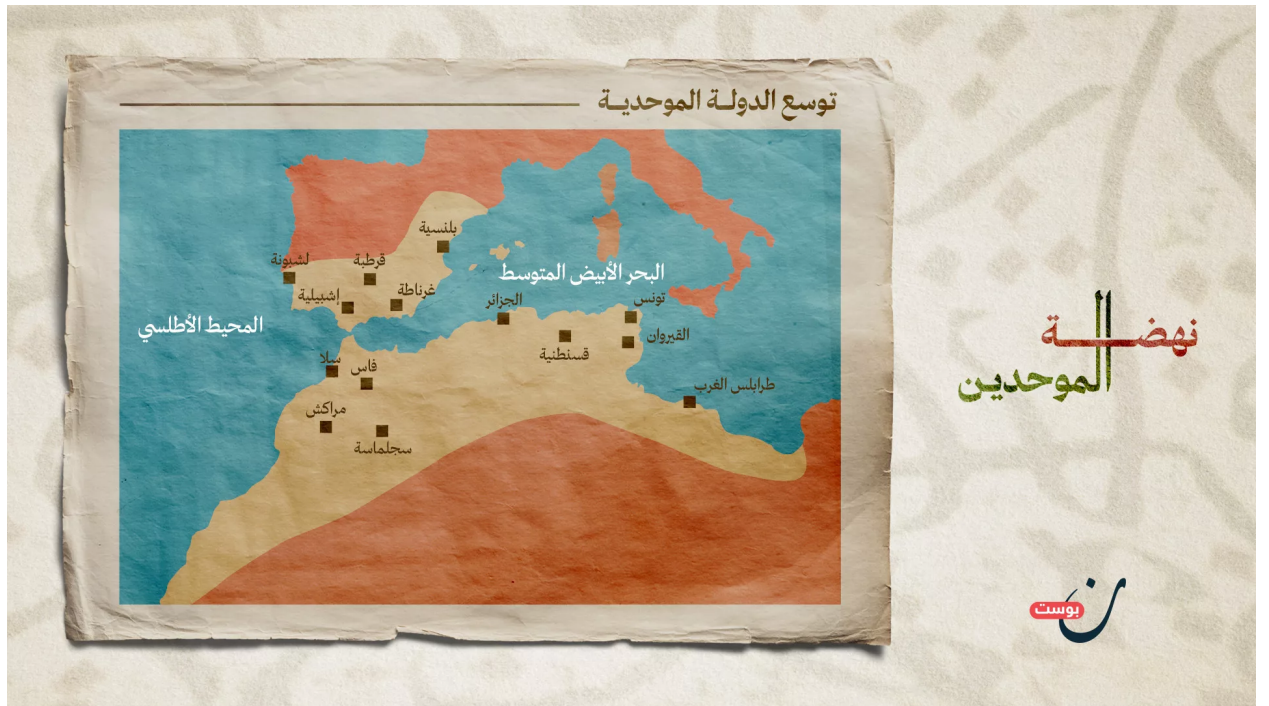 توسع الدولة الموحدية
بلنسية
لشبونة
قرطبة
البحر الأبيض المتوسط
إشبيلية
غرناطة
الجزائر
تونس
المحيط الأطلسي
القيروان
قسنطنية
سلا
فاس
طرابلس الغرب
مراكش
سجلماسة
نهضة
الموحدين
ن
بوست